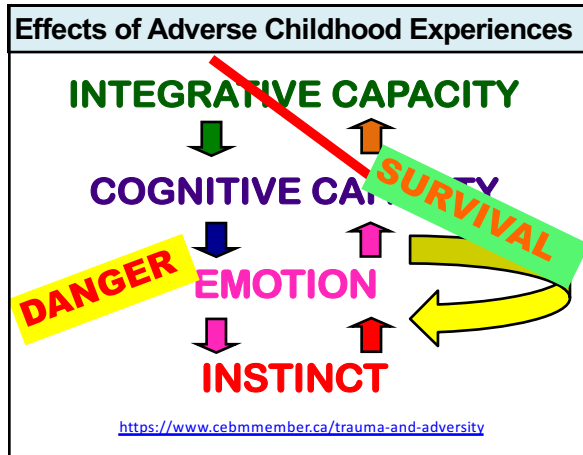 Effects of Adverse Childhood Experiences
INTEGRATIVE CAPACITY
COGNITIVE CAPACITY
SURVIVAL
DANGER
EMOTION
INSTINCT
https://www.cebmmember.ca/trauma-and-adversity